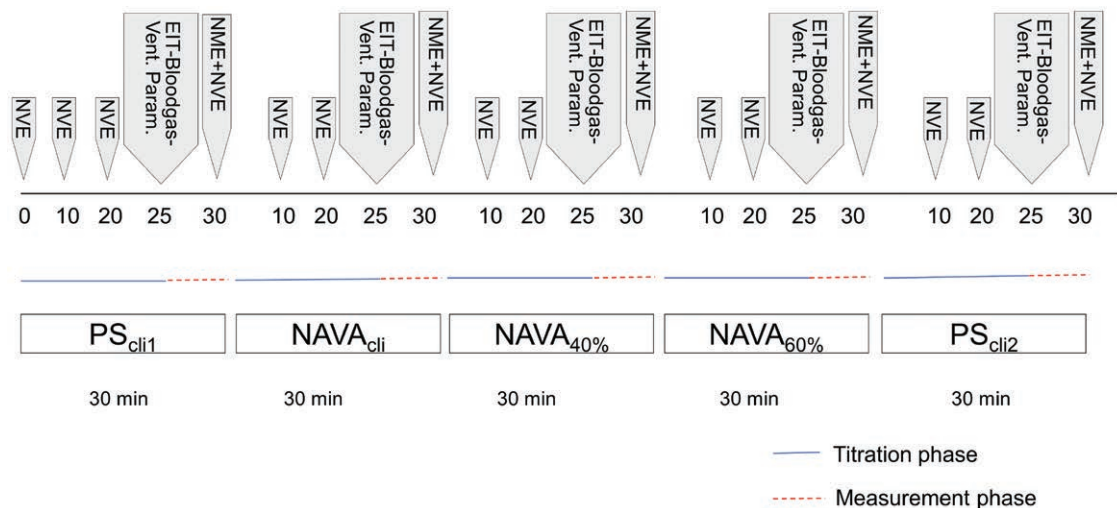 NVE NVE NVE EIT-Bloodgas- NME+NVE NVE NVE EIT-Bloodgas- NME+NVE NVE NVE EIT-Bloodgas- NME+NVE NVE NVE EIT-Bloodgas- NME+NVE NVE NVE EIT-Bloodgas- NME+NVE
Vent. Param. Vent. Param. Vent. Param. Vent. Param. Vent. Param.
0 10 20 25 30 10 20 25 30 10 20 25 30 10 20 25 30 10 20 25 30
PScli1 NAVAcli NAVA40% NAVA60% PScli2
30 min 30 min 30 min 30 min 30 min
Titration phase
Measurement phase